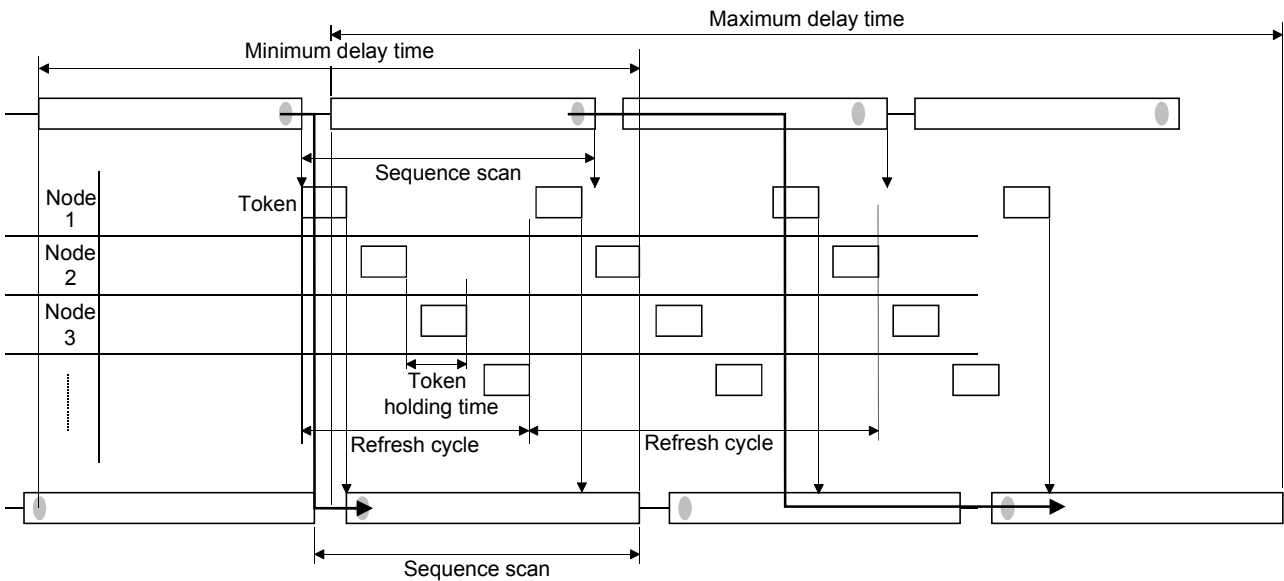 Maximum delay time
Minimum delay time
Sequence scan
Node
1
Token
Node
2
Node
3
Token
holding time
Refresh cycle
Refresh cycle
Sequence scan